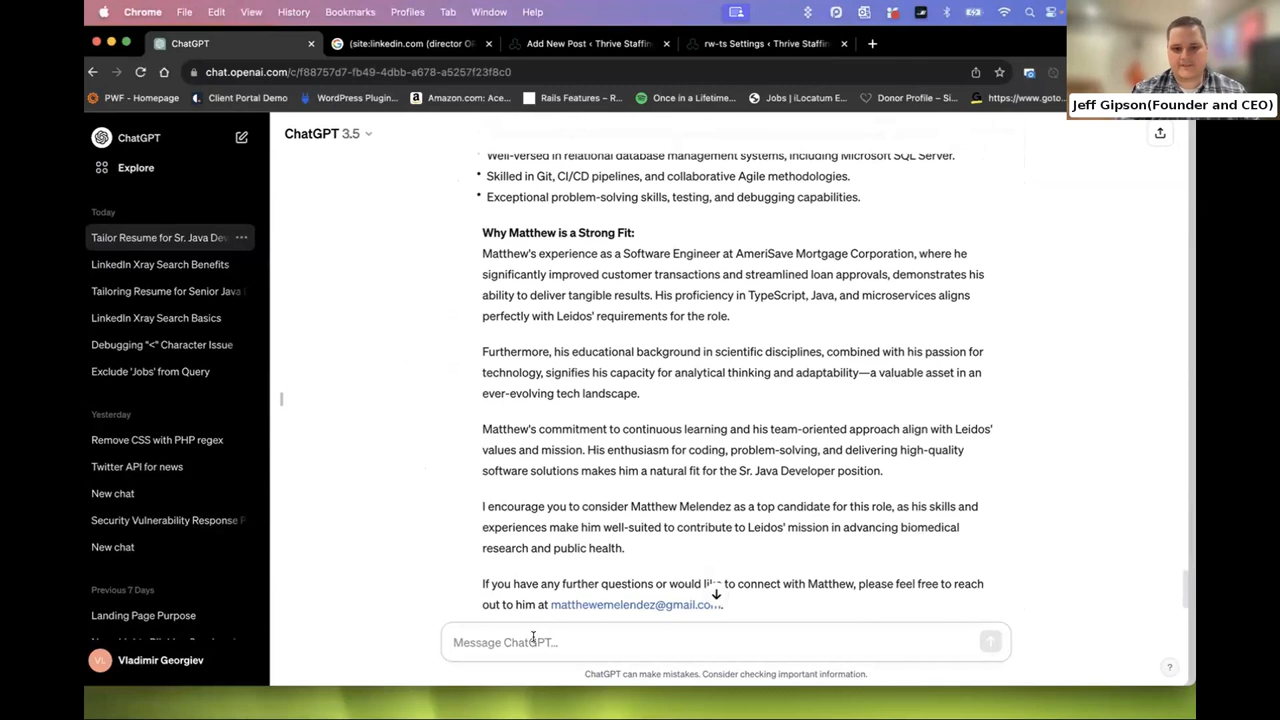 Chrome File Edit View History Bookmarks Profiles Tab Window Help
ChatGPT
(site:linkedin.com (director O
Add New Post ‹ Thrive Staffin
rw-ts Settings ‹ Thrive Staffin
chat.openai.com/c/f88757d7-fb49-4dbb-a678-a5257f23f8c0
PWF - Homepage
Client Portal Demo
WordPress Plugin...
Amazon.com: Ace...
Rails Features – R...
Once in a Lifetime...
Jobs | iLocatum E...
Donor Profile – Si...
https://www.goto
Jeff Gipson(Founder and CEO)
ChatGPT
Explore
Today
Tailor Resume for Sr. Java De
LinkedIn Xray Search Benefits
Tailoring Resume for Senior Java
LinkedIn Xray Search Basics
Debugging "<" Character Issue
Exclude 'Jobs' from Query
Yesterday
Remove CSS with PHP regex
Twitter API for news
New chat
Security Vulnerability Response
New chat
Previous 7 Days
Landing Page Purpose
VL Vladimir Georgiev
ChatGPT 3.5
Well-versed in relational database management systems, including Microsoft SQL Server.
• Skilled in Git, CI/CD pipelines, and collaborative Agile methodologies.
• Exceptional problem-solving skills, testing, and debugging capabilities.
Why Matthew is a Strong Fit:
Matthew's experience as a Software Engineer at AmeriSave Mortgage Corporation, where he
significantly improved customer transactions and streamlined loan approvals, demonstrates his
ability to deliver tangible results. His proficiency in TypeScript, Java, and microservices aligns
perfectly with Leidos' requirements for the role.
Furthermore, his educational background in scientific disciplines, combined with his passion for
technology, signifies his capacity for analytical thinking and adaptability—a valuable asset in an
ever-evolving tech landscape.
Matthew's commitment to continuous learning and his team-oriented approach align with Leidos'
values and mission. His enthusiasm for coding, problem-solving, and delivering high-quality
software solutions makes him a natural fit for the Sr. Java Developer position.
I encourage you to consider Matthew Melendez as a top candidate for this role, as his skills and
experiences make him well-suited to contribute to Leidos' mission in advancing biomedical
research and public health.
If you have any further questions or would like to connect with Matthew, please feel free to reach
out to him at matthewemelendez@gmail.com.
Message ChatGPT...
ChatGPT can make mistakes. Consider checking important information.
?